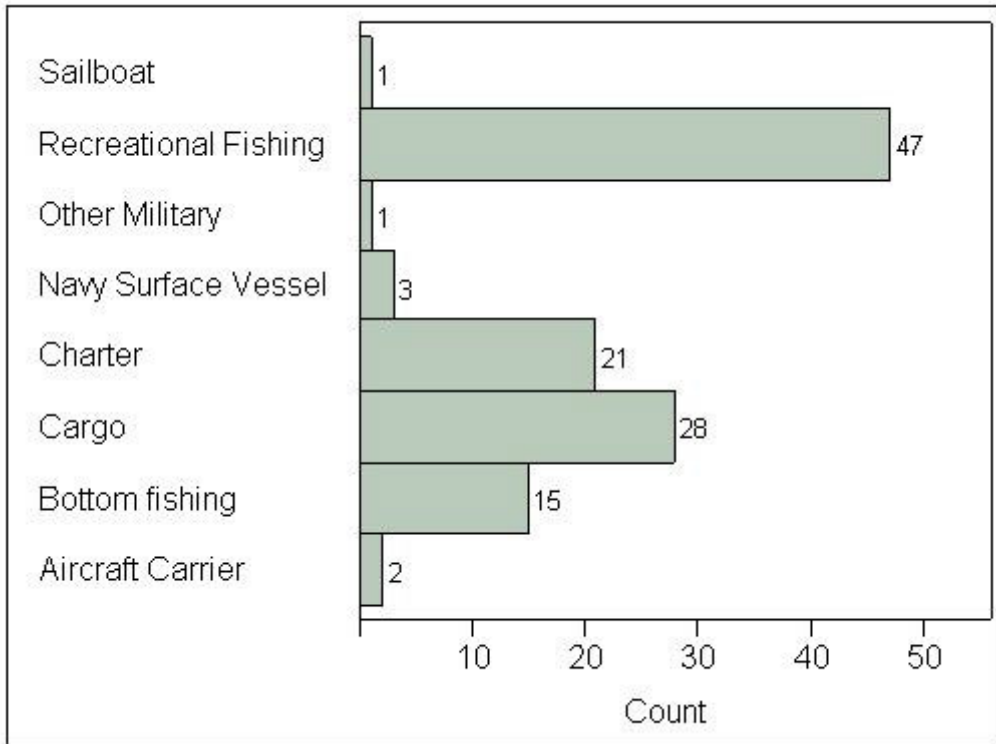 Sailboat 1
Recreational Fishing 47
Other Military 1
Navy Surface Vessel 3
Charter 21
Cargo 28
Bottom fishing 15
Aircraft Carrier 2
10 20 30 40 50
Count